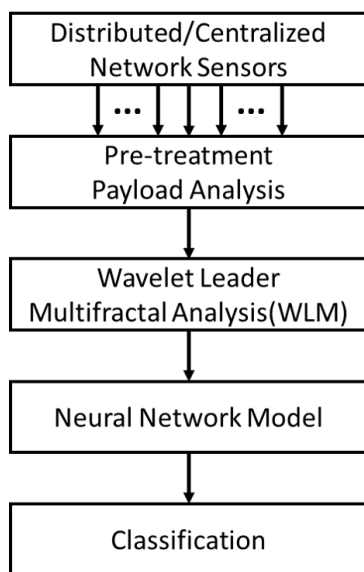 Distributed/Centralized
Network Sensors
... ...
Pre-treatment
Payload Analysis
Wavelet Leader
Multifractal Analysis(WLM)
Neural Network Model
Classification